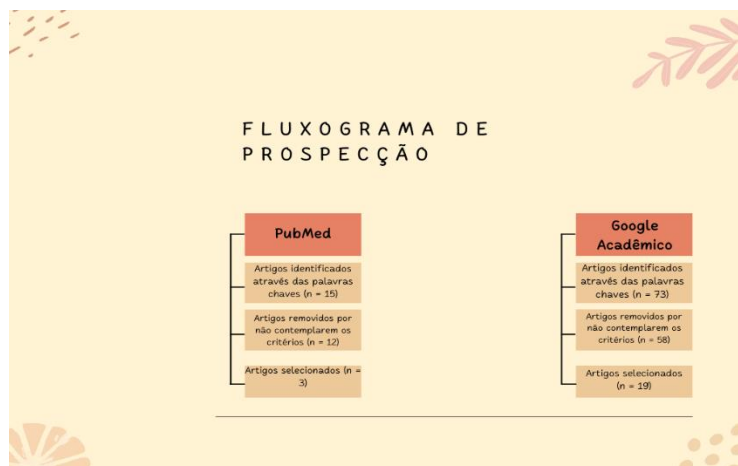 FLUXOGRAMA DE
PROSPECÇÃO
PubMed
Artigos identificados
através das palavras
chaves (n = 15)
Artigos removidos por
não contemplarem os
critérios (n = 12)
Artigos selecionados (n =
3)
Google
Acadêmico
Artigos identificados
através das palavras
chaves (n = 73)
Artigos removidos por
não contemplarem os
critérios (n = 58)
Artigos selecionados
(n = 19)